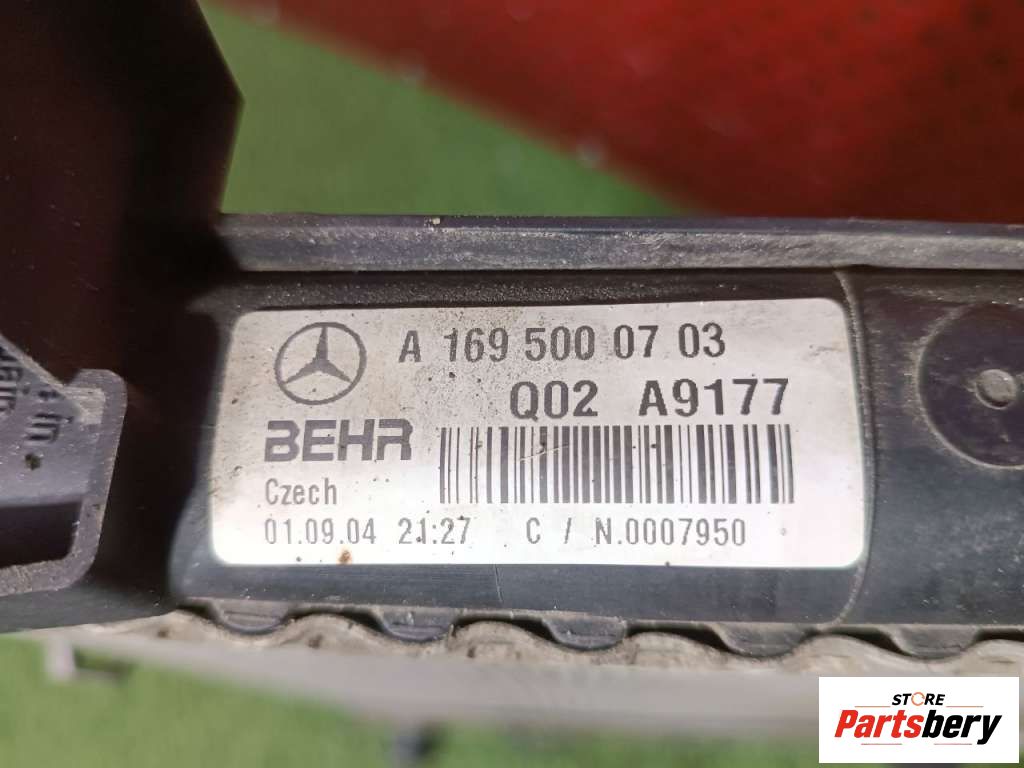 A 169 500 07 03
Q02 A9177
BEHR
Czech
01.09.04 21:27 C / N.0007950
STORE
Partsbery